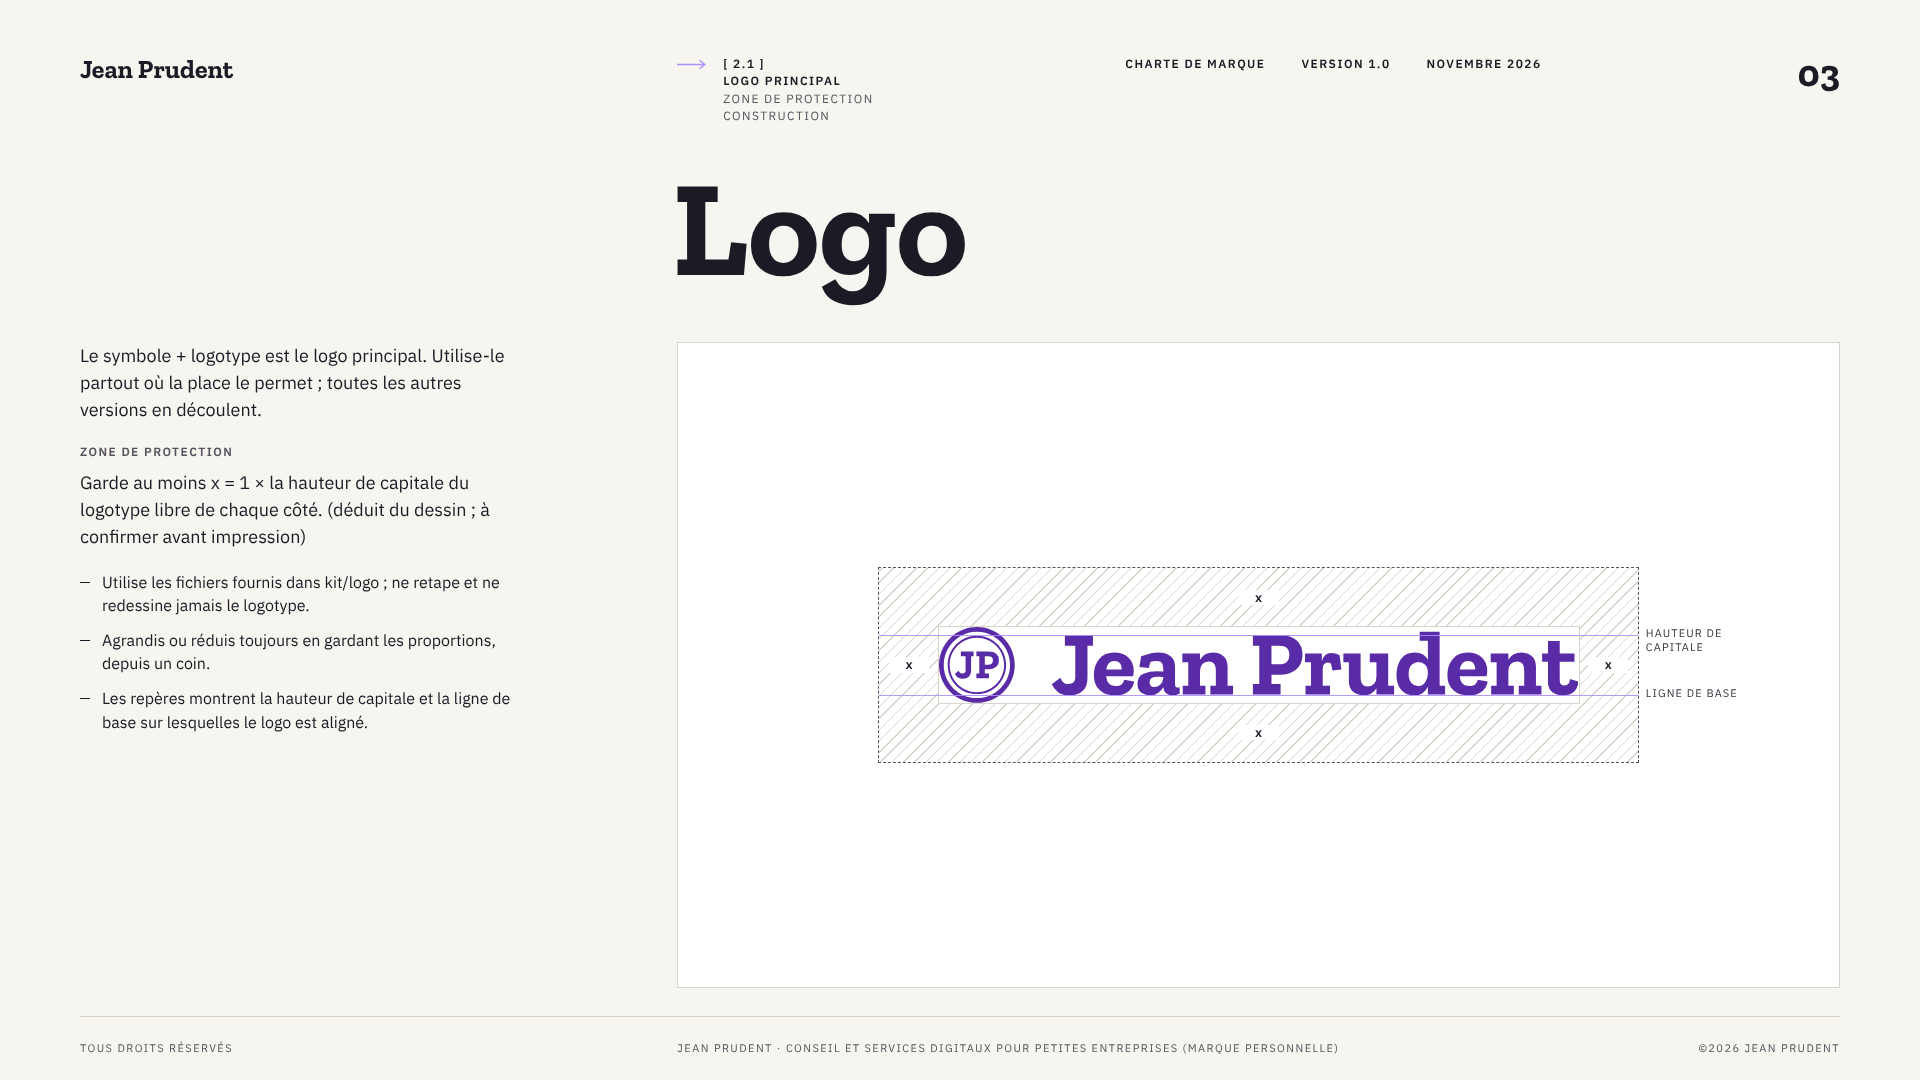 Jean Prudent
[ 2.1 ]
LOGO PRINCIPAL
ZONE DE PROTECTION
CONSTRUCTION
CHARTE DE MARQUE
VERSION 1.0
NOVEMBRE 2026
03
Logo
Le symbole + logotype est le logo principal. Utilise-le
partout où la place le permet ; toutes les autres
versions en découlent.
ZONE DE PROTECTION
Garde au moins x = 1 × la hauteur de capitale du
logotype libre de chaque côté. (déduit du dessin ; à
confirmer avant impression)
— Utilise les fichiers fournis dans kit/logo ; ne retape et ne
redessine jamais le logotype.
— Agrandis ou réduis toujours en gardant les proportions,
depuis un coin.
— Les repères montrent la hauteur de capitale et la ligne de
base sur lesquelles le logo est aligné.
x
x
JP
Jean Prudent
x
x
HAUTEUR DE
CAPITALE
LIGNE DE BASE
TOUS DROITS RÉSERVÉS
JEAN PRUDENT · CONSEIL ET SERVICES DIGITAUX POUR PETITES ENTREPRISES (MARQUE PERSONNELLE)
©2026 JEAN PRUDENT